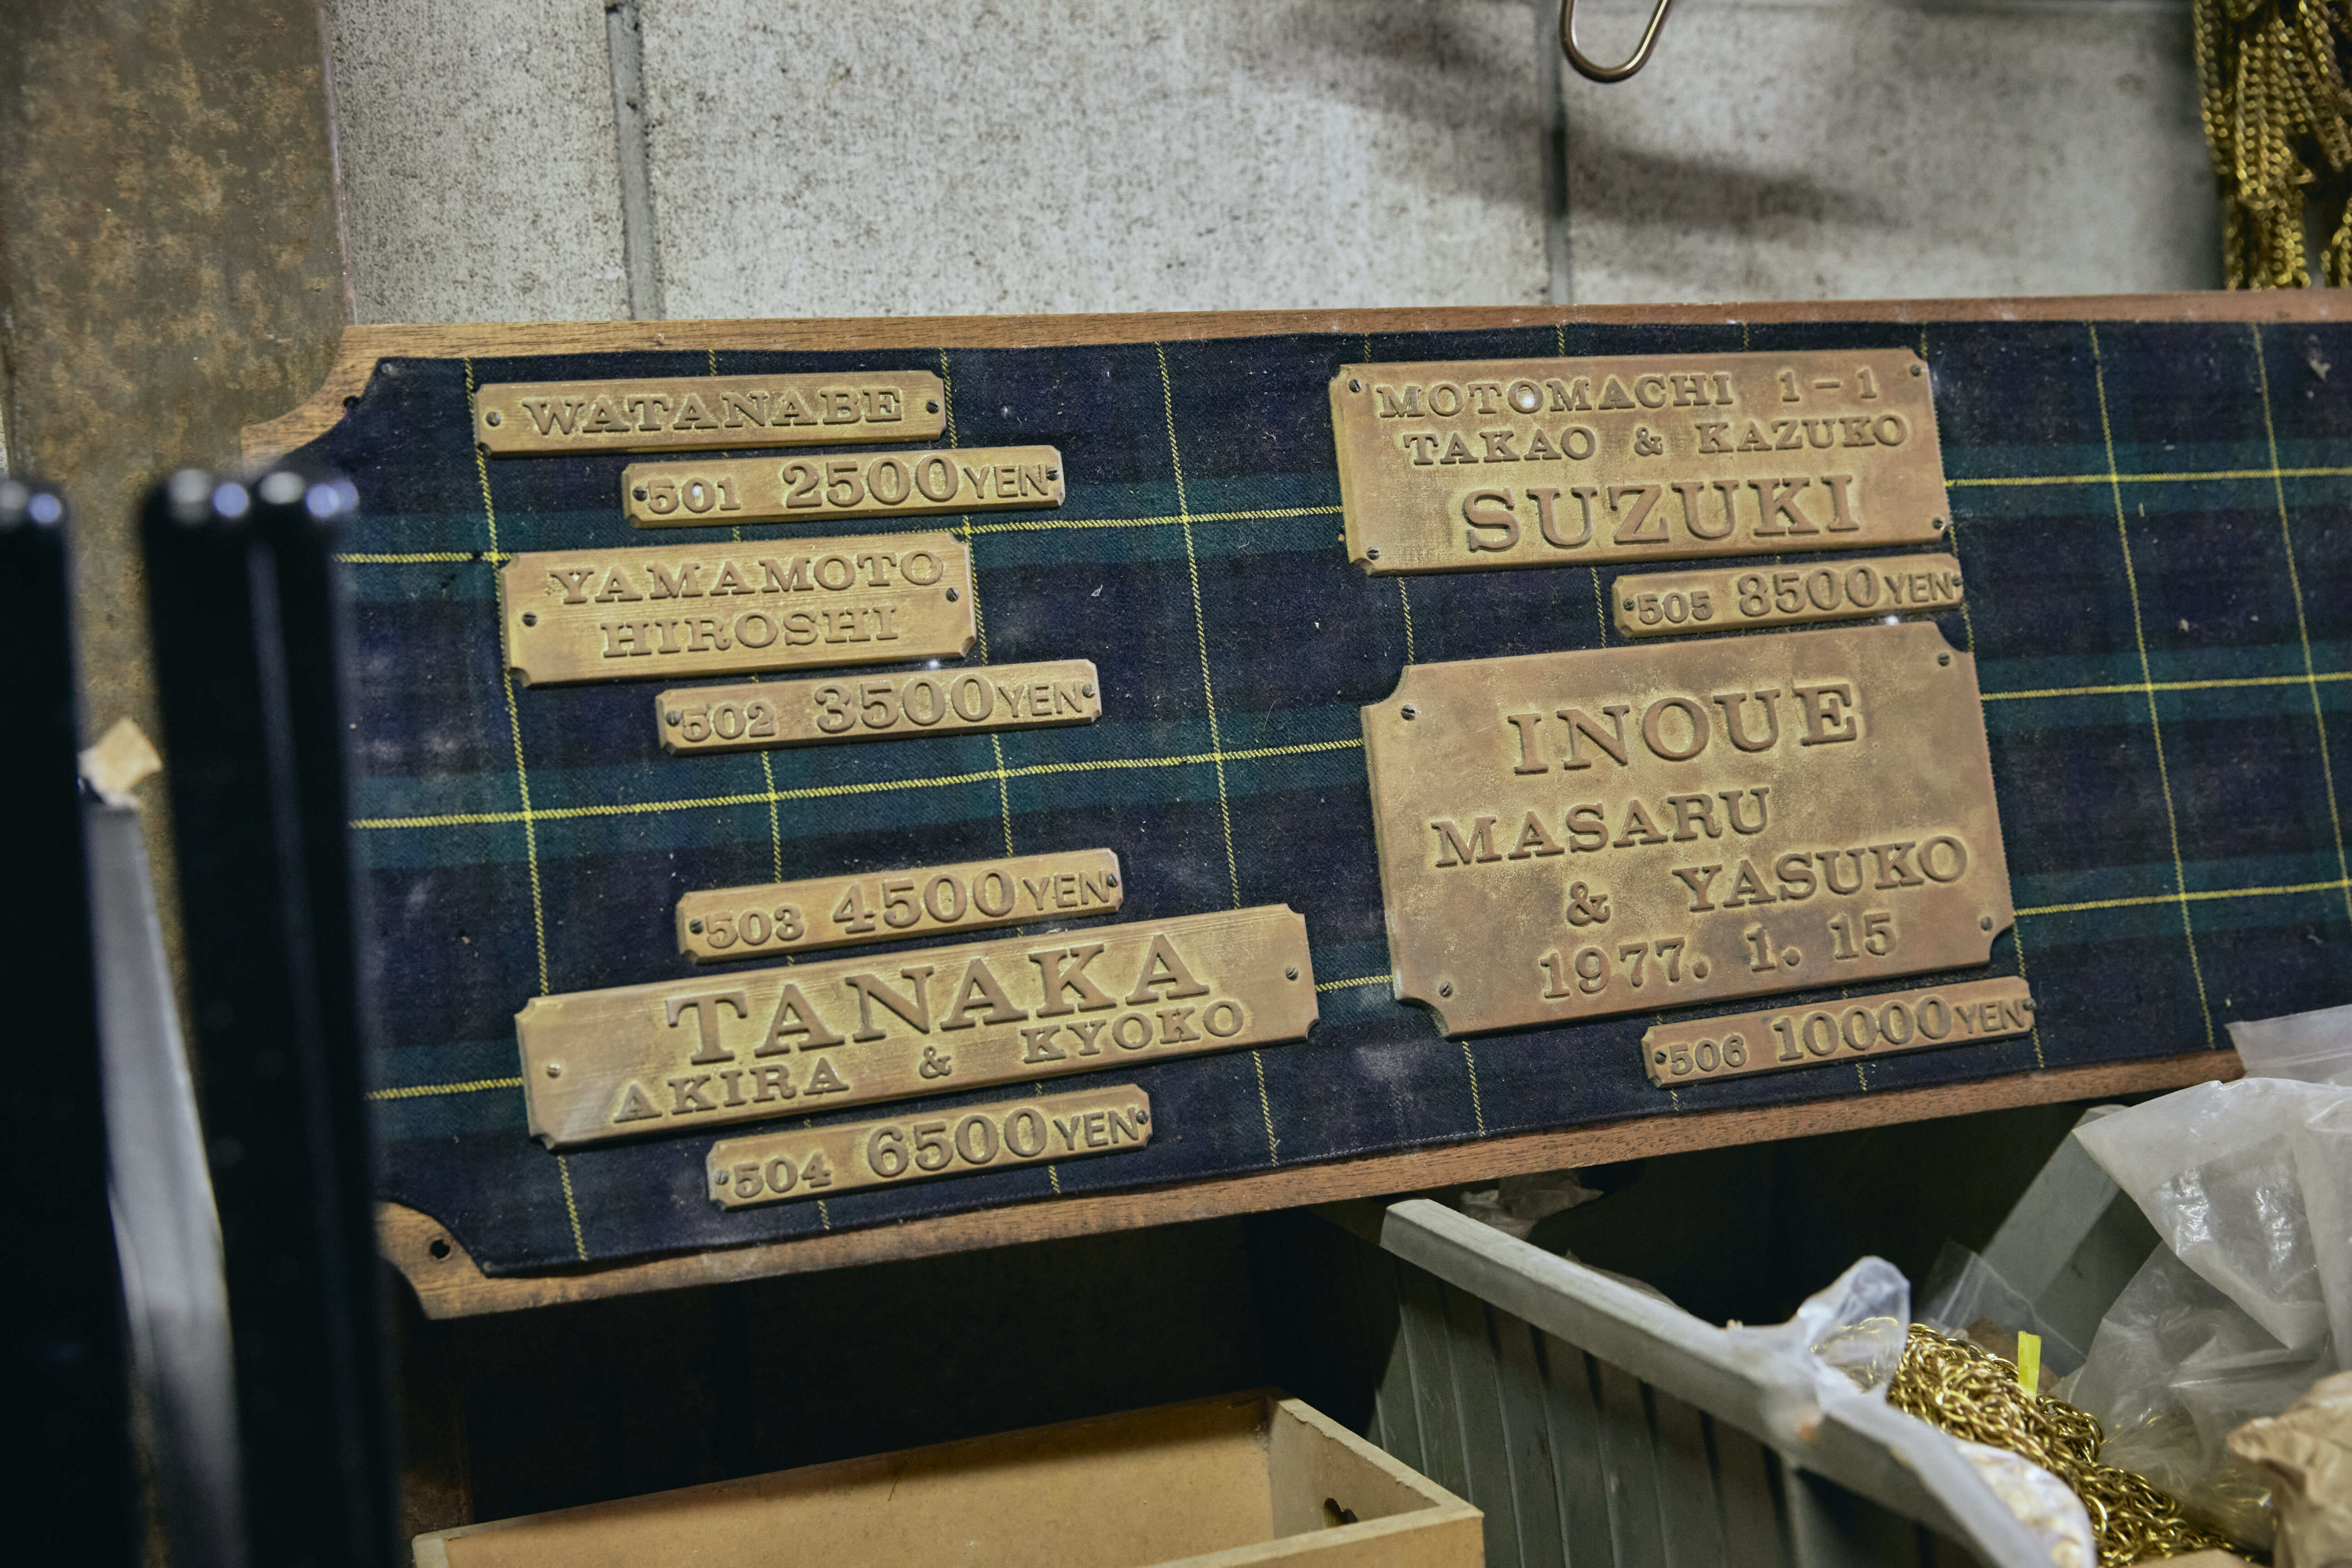 WATANABE
501 2500YEN
YAMAMOTO
HIROSHI
502 3500YEN
503 4500YEN
TANAKA
AKIRA & KYOKO
504 6500YEN
MOTOMACHI 1-1
TAKAO & KAZUKO
SUZUKI
505 8500YEN
INOUE
MASARU
& YASUKO
1977. 1. 15
506 10000YEN